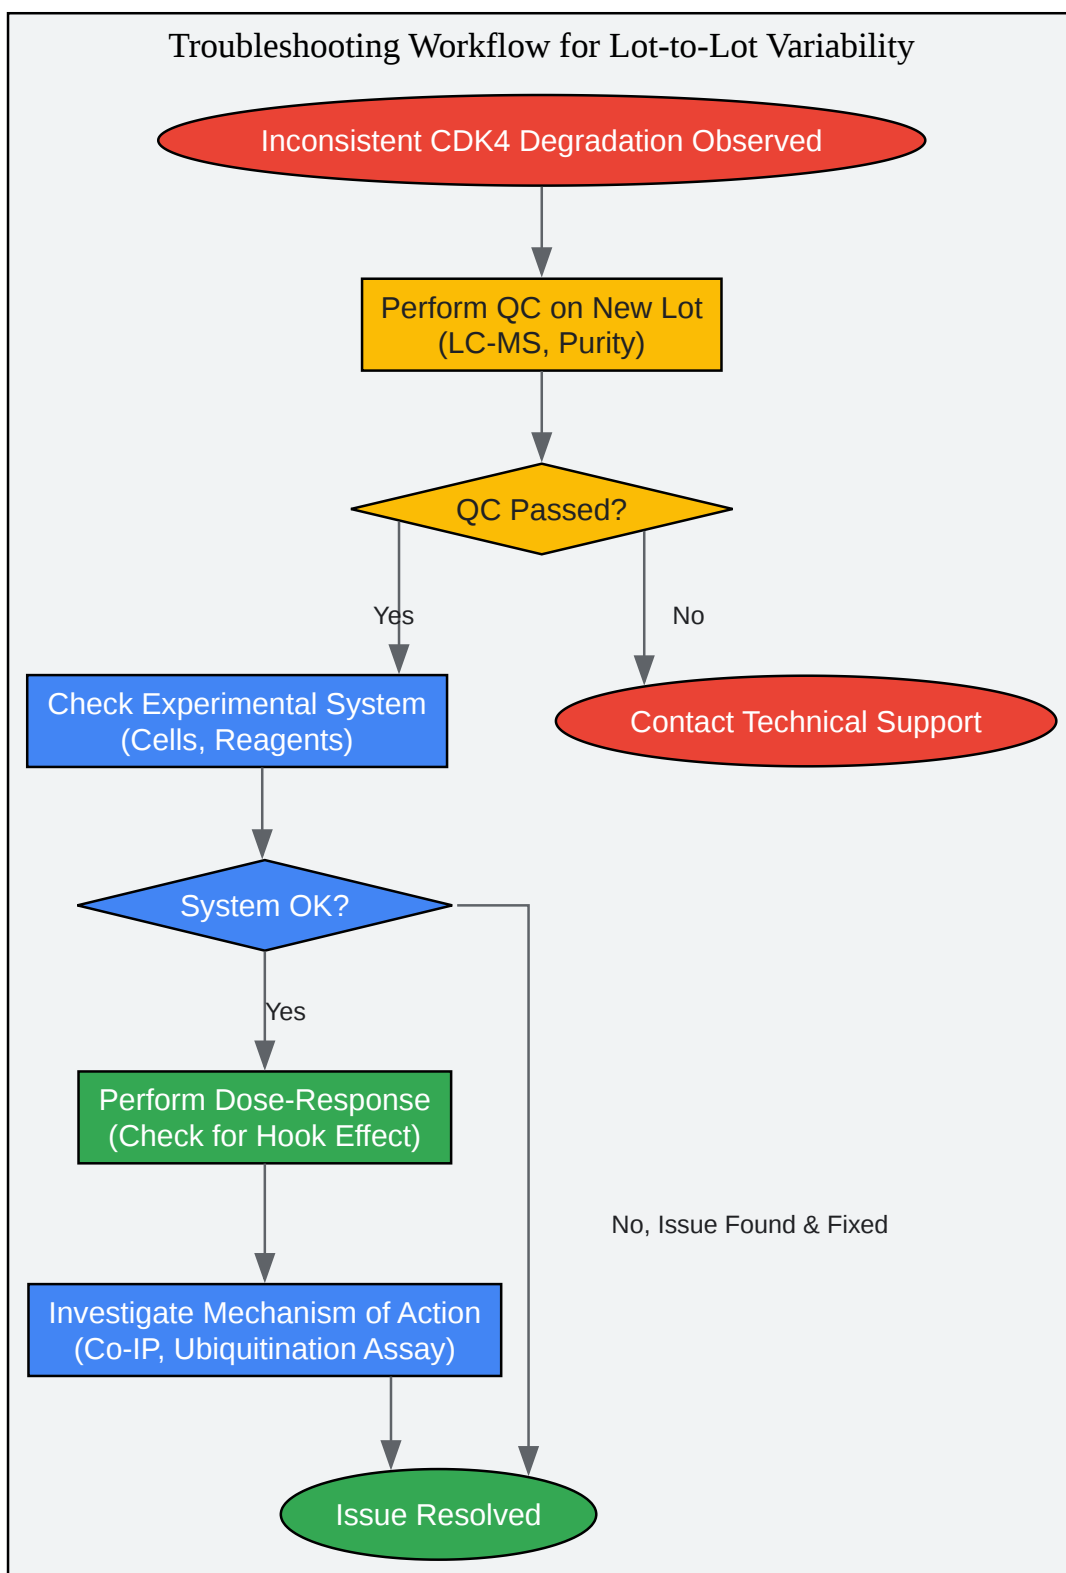 Troubleshooting Workflow for Lot-to-Lot Variability
Inconsistent CDK4 Degradation Observed
Perform QC on New Lot
(LC-MS, Purity)
QC Passed?
Yes
No
Check Experimental System
(Cells, Reagents)
Contact Technical Support
System OK?
Yes
Perform Dose-Response
(Check for Hook Effect)
No, Issue Found & Fixed
Investigate Mechanism of Action
(Co-IP, Ubiquitination Assay)
Issue Resolved